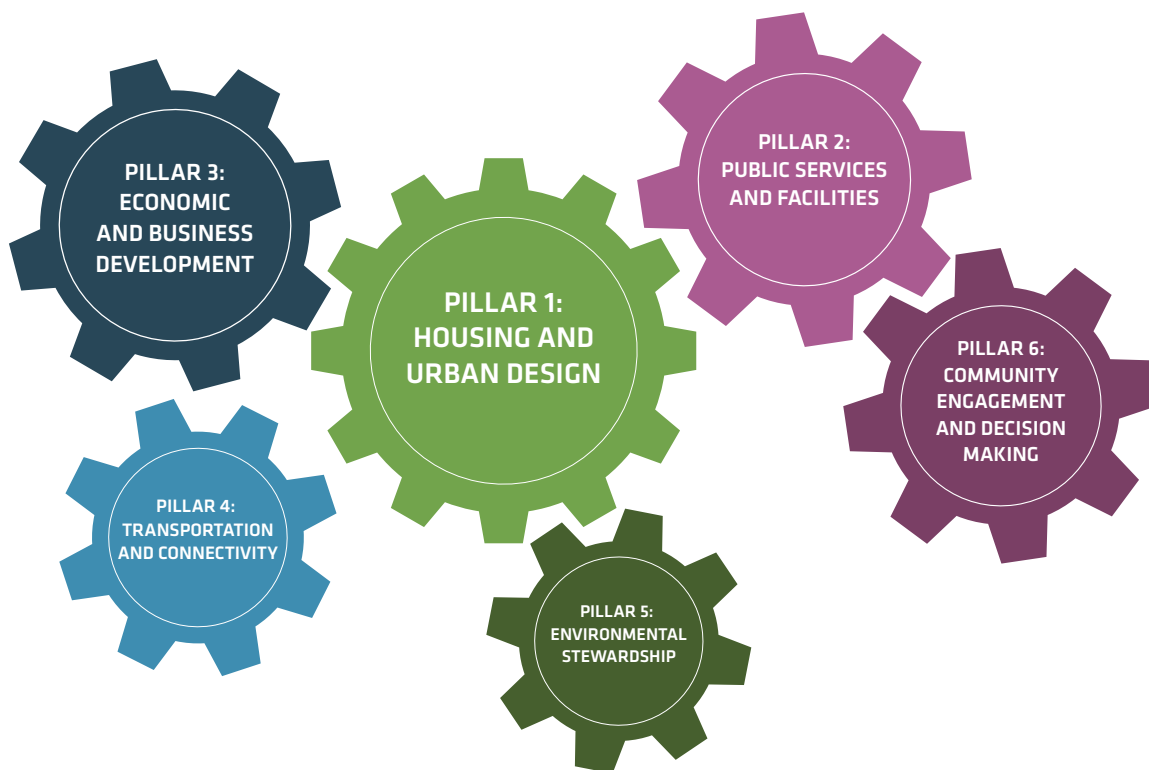 PILLAR 3:
ECONOMIC
AND BUSINESS
DEVELOPMENT
PILLAR 1:
HOUSING AND
URBAN DESIGN
PILLAR 2:
PUBLIC SERVICES
AND FACILITIES
PILLAR 6:
COMMUNITY
ENGAGEMENT
AND DECISION
MAKING
PILLAR 4:
TRANSPORTATION
AND CONNECTIVITY
PILLAR 5:
ENVIRONMENTAL
STEWARDSHIP